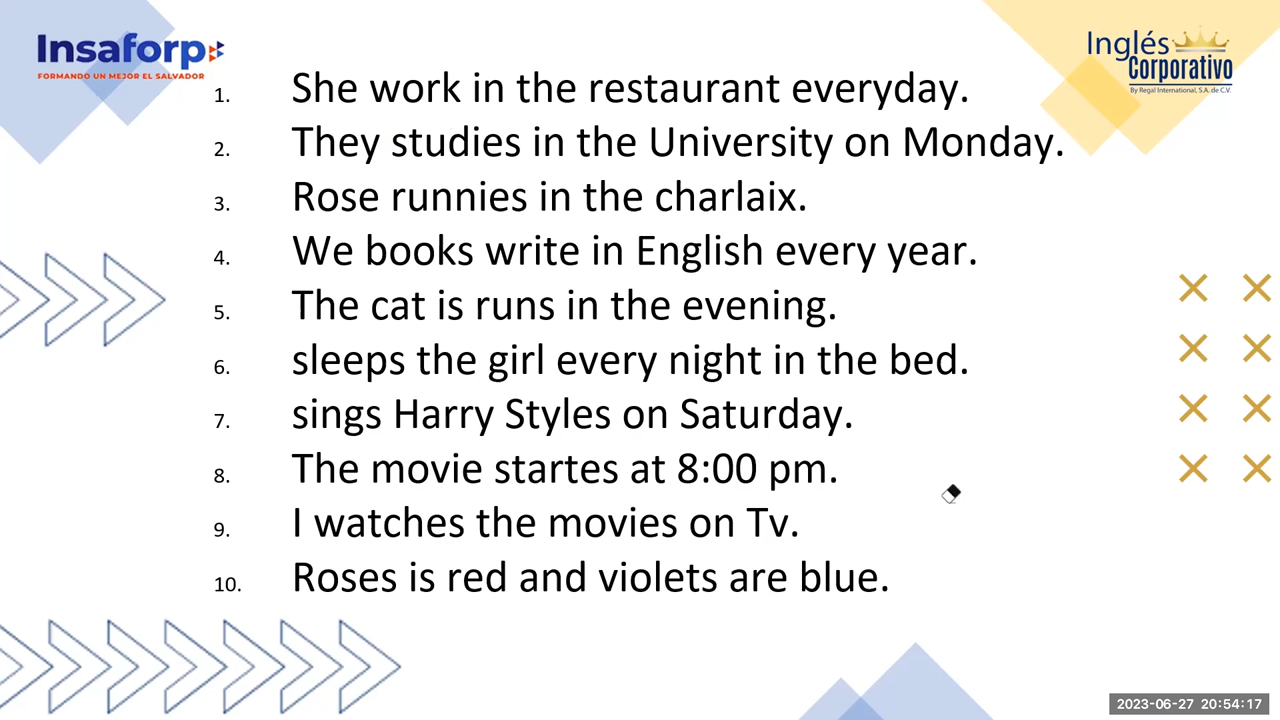 Insaforp
FORMANDO UN MEJOR EL SALVADOR
Inglés
Corporativo
By Regal International, S.A. de C.V.
1. She work in the restaurant everyday.
2. They studies in the University on Monday.
3. Rose runnies in the charlaix.
4. We books write in English every year.
5. The cat is runs in the evening.
6. sleeps the girl every night in the bed.
7. sings Harry Styles on Saturday.
8. The movie startes at 8:00 pm.
9. I watches the movies on Tv.
10. Roses is red and violets are blue.
2023-06-27 20:54:17